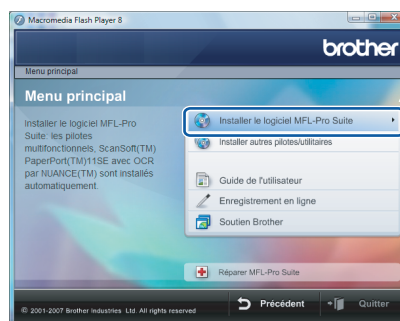 Macromedia Flash Player 8
brother
Menu principal
Menu principal
Installer le logiciel MFL-Pro
Suite: les pilotes
multifonctionnels, ScanSoft(TM)
PaperPort(TM)11SE avec OCR
par NUANCE(TM) sont installés
automatiquement.
Installer le logiciel MFL-Pro Suite
Installer autres pilotes/utilitaires
Guide de l'utilisateur
Enregistrement en ligne
Soutien Brother
Réparer MFL-Pro Suite
© 2001-2007 Brother Industries Ltd. All rights reserved
Précédent
Quitter